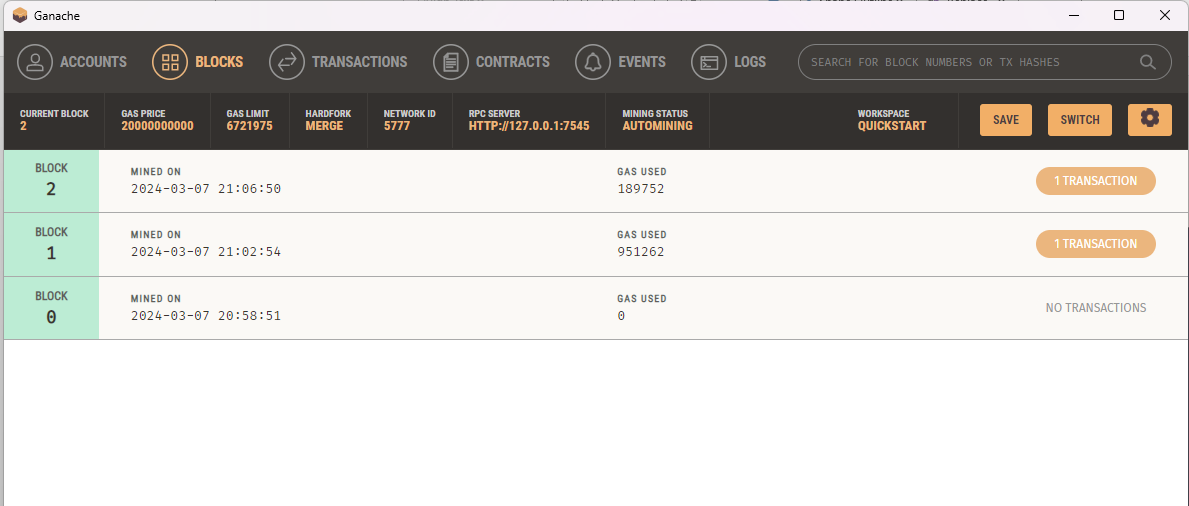 Ganache
ACCOUNTS BLOCKS TRANSACTIONS CONTRACTS EVENTS LOGS SEARCH FOR BLOCK NUMBERS OR TX HASHES
CURRENT BLOCK GAS PRICE GAS LIMIT HARDFORK NETWORK ID RPC SERVER MINING STATUS WORKSPACE
2 20000000000 6721975 MERGE 5777 HTTP://127.0.0.1:7545 AUTOMINING QUICKSTART SAVE SWITCH
BLOCK MINED ON GAS USED
2 2024-03-07 21:06:50 189752 1 TRANSACTION
BLOCK MINED ON GAS USED
1 2024-03-07 21:02:54 951262 1 TRANSACTION
BLOCK MINED ON GAS USED
0 2024-03-07 20:58:51 0 NO TRANSACTIONS